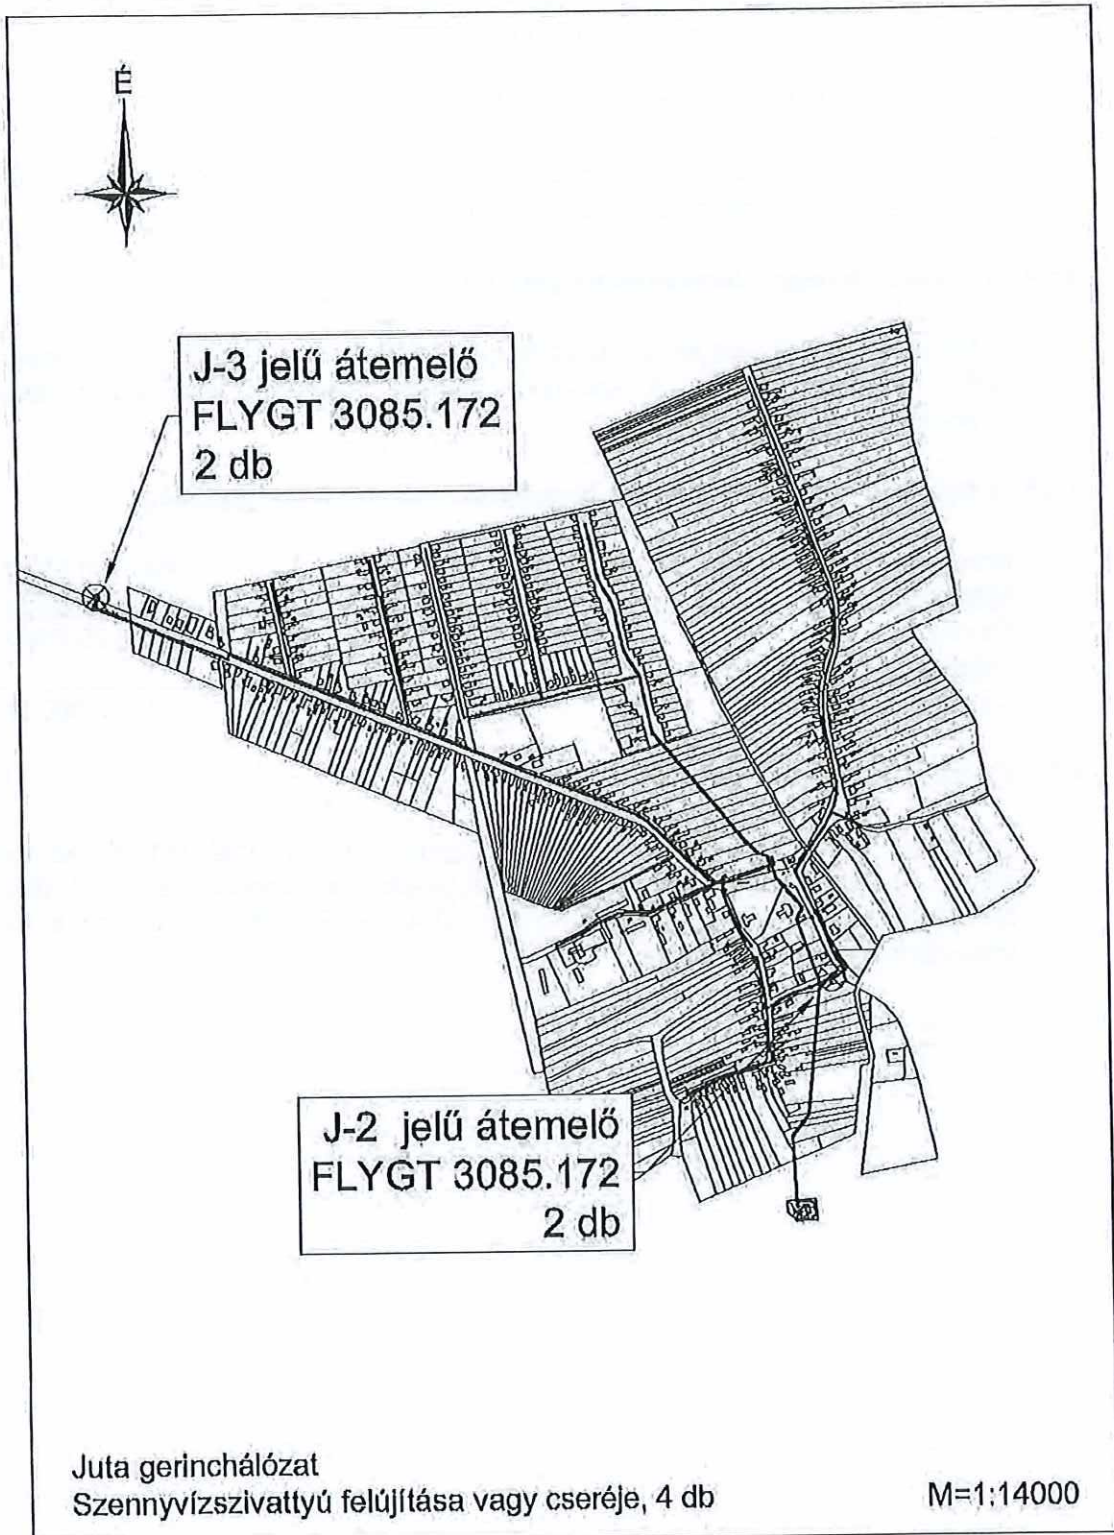 É
J-3 jelű átemelő
FLYGT 3085.172
2 db
J-2 jelű átemelő
FLYGT 3085.172
2 db
Juta gerinchálózat
Szennyvízszivattyú felújítása vagy cseréje, 4 db
M=1:14000